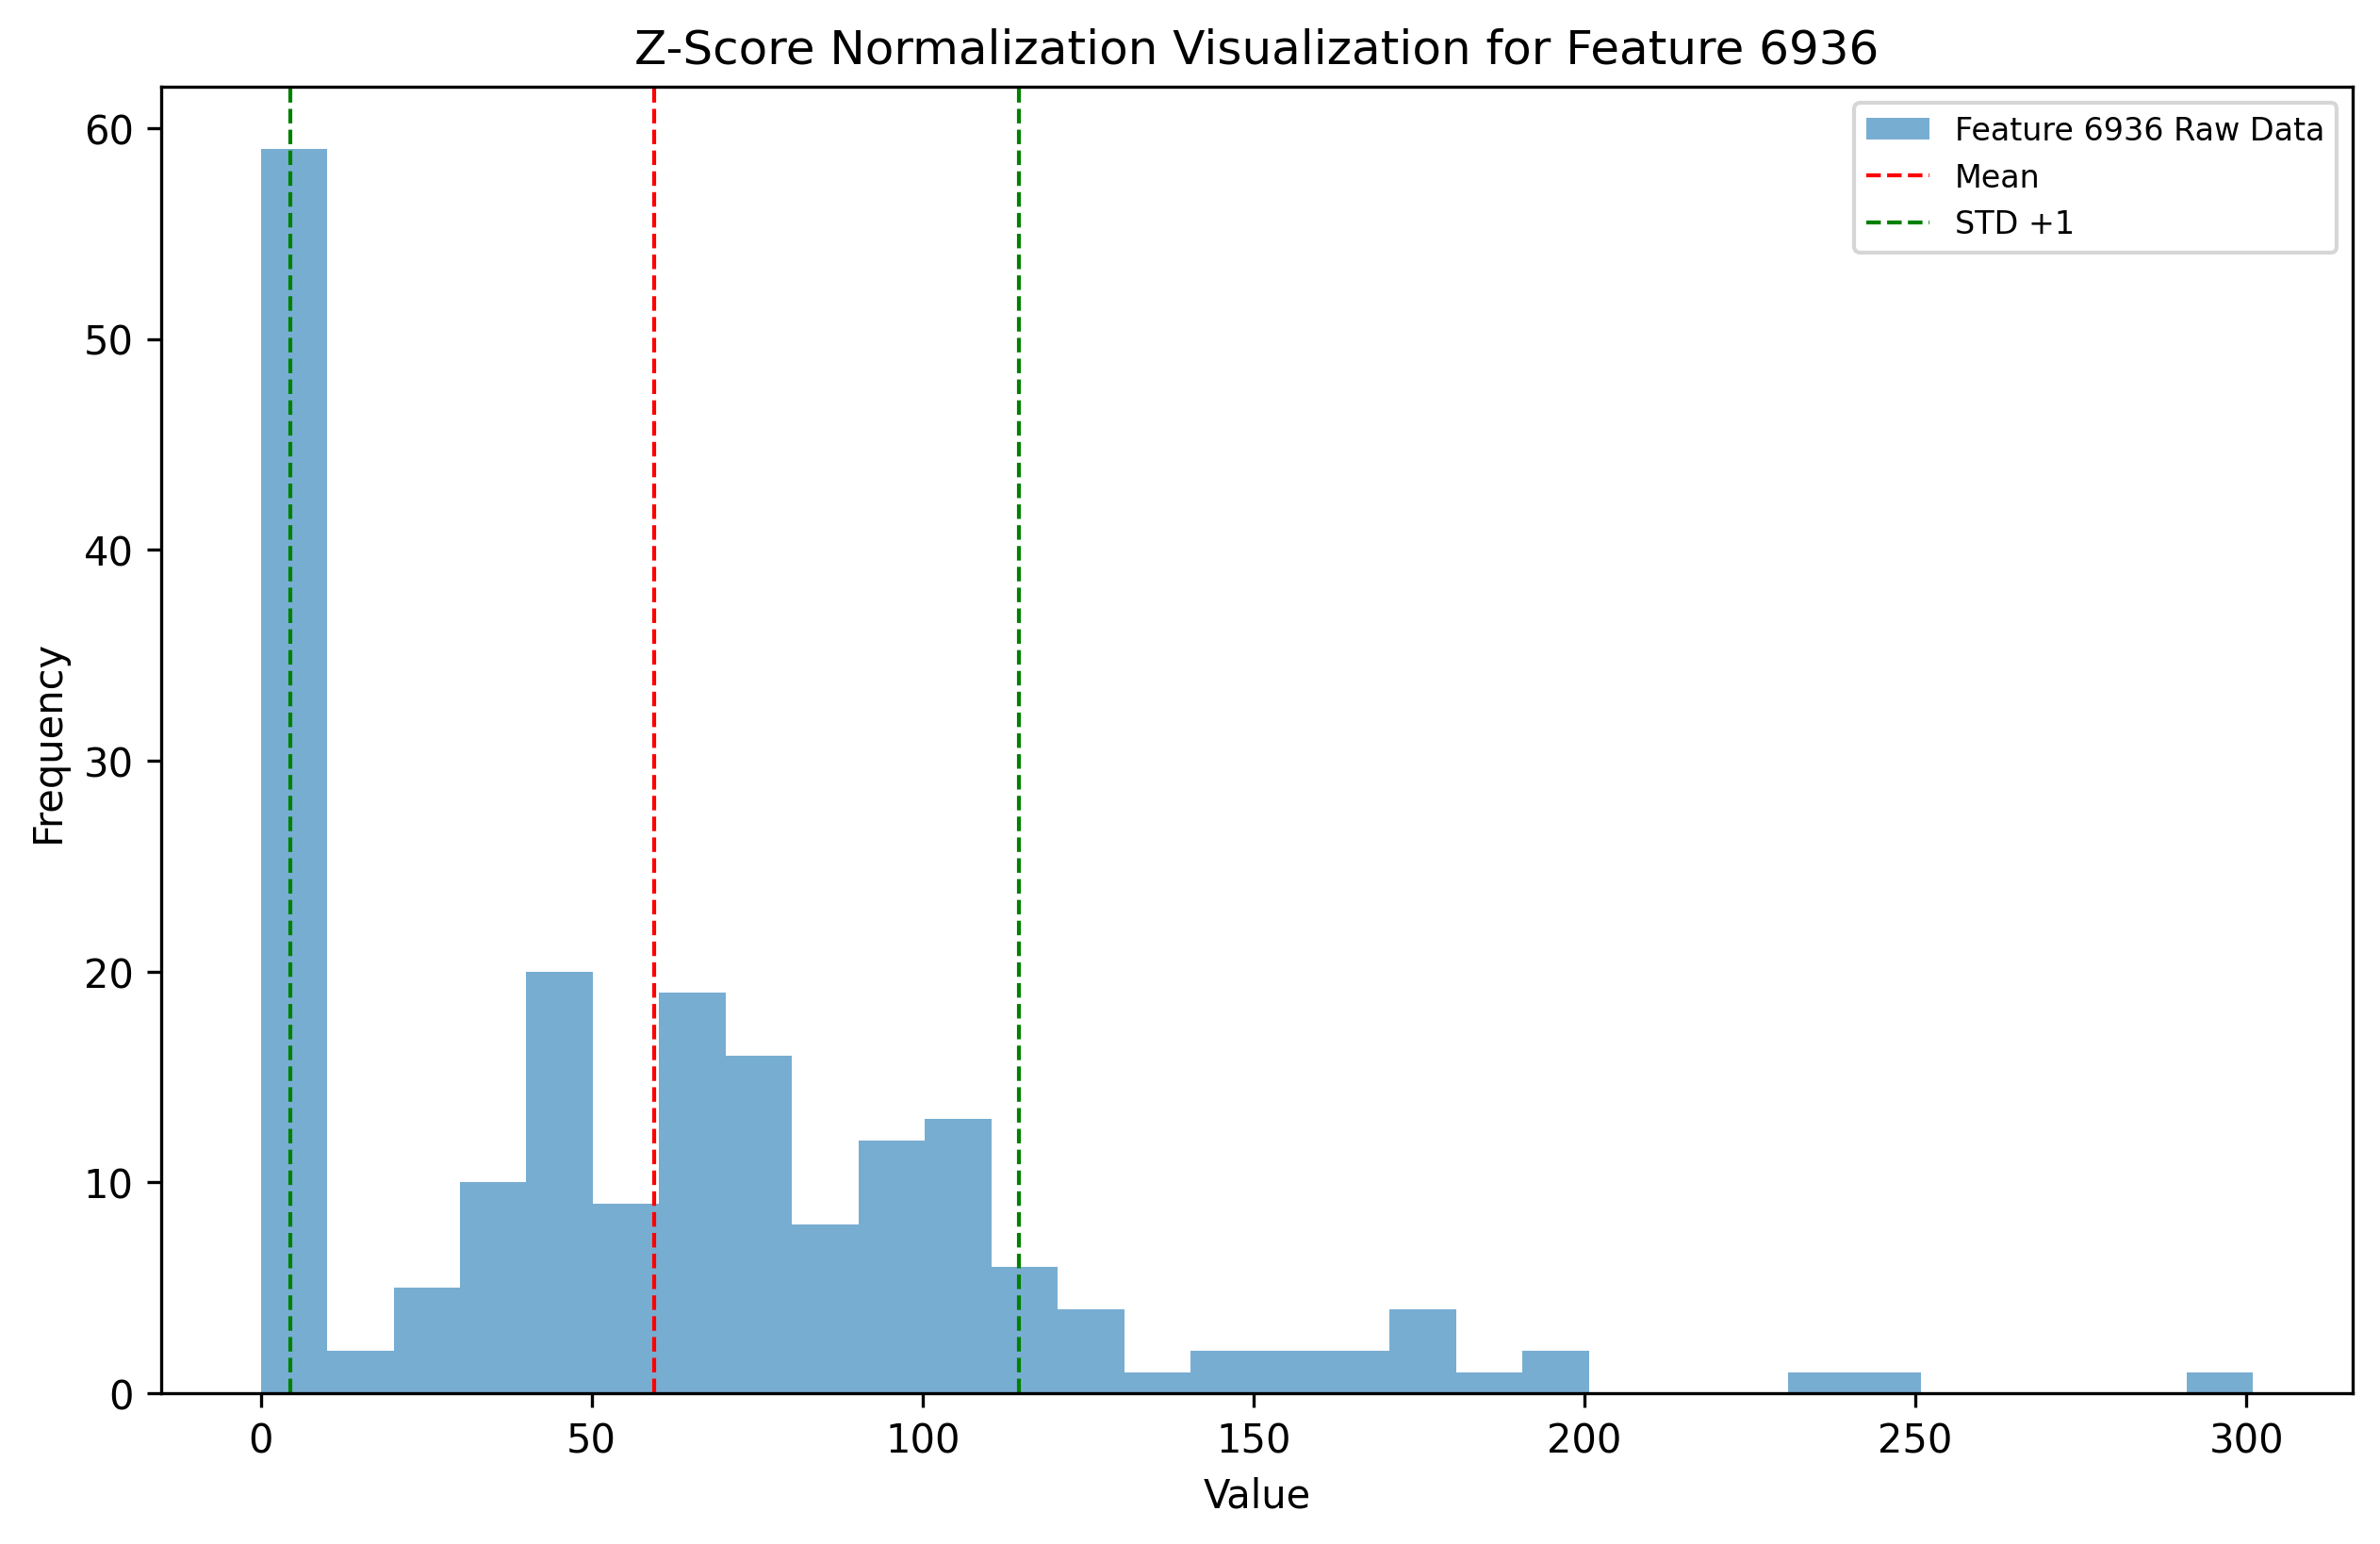 Z-Score Normalization Visualization for Feature 6936
Feature 6936 Raw Data
Mean
STD +1
60
50
40
30
20
10
0
Frequency
0 50 100 150 200 250 300
Value